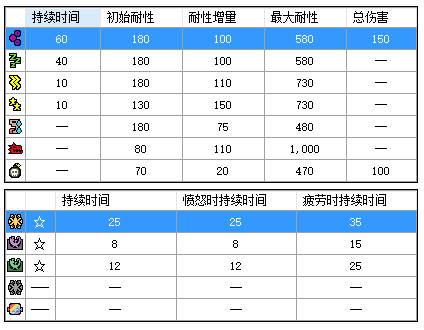 持续时间 初始耐性 耐性增量 最大耐性 总伤害
60 180 100 580 150
40 180 100 580 —
10 180 110 730 —
10 130 150 730 —
— 180 75 480 —
— 80 110 1,000 —
— 70 20 470 100
持续时间 愤怒时持续时间 疲劳时持续时间
☆ 25 25 35
☆ 8 8 15
☆ 12 12 25
— — — —
— — — —